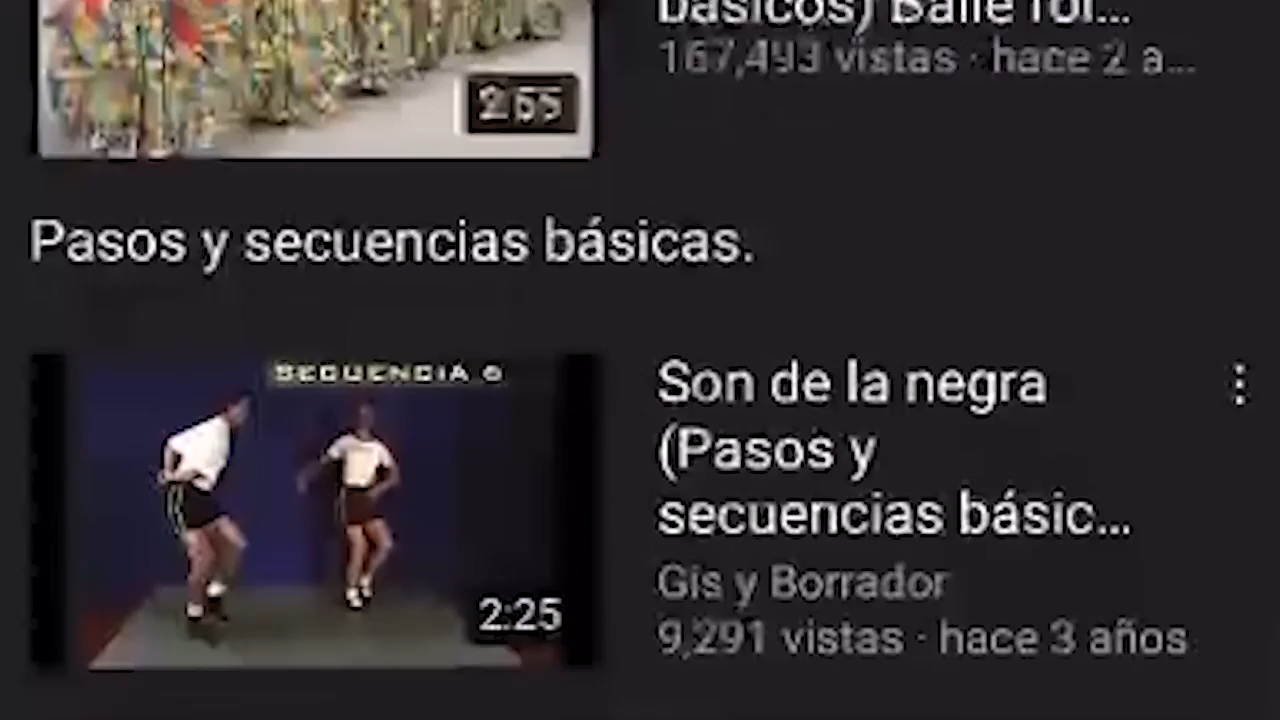 básicos) Baile fol...
167,493 vistas · hace 2 a...
2:55
Pasos y secuencias básicas.
SECUENCIA 6
2:25
Son de la negra
(Pasos y
secuencias básic...
Gis y Borrador
9,291 vistas · hace 3 años